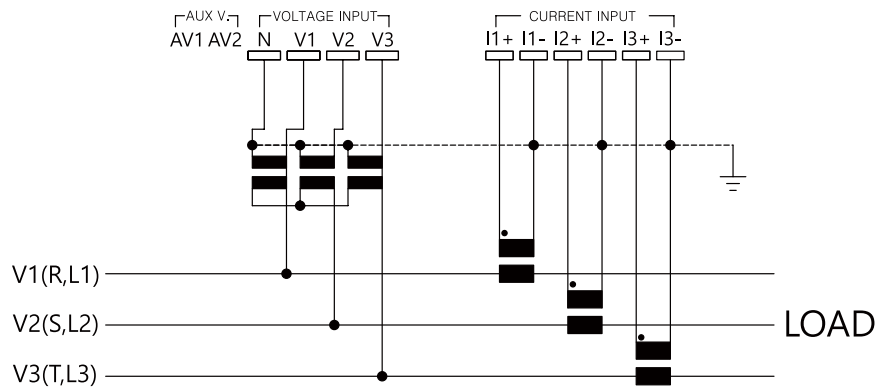 AUX V. VOLTAGE INPUT CURRENT INPUT
AV1 AV2 N V1 V2 V3 I1+ I1- I2+ I2- I3+ I3-
V1(R,L1)
V2(S,L2) LOAD
V3(T,L3)